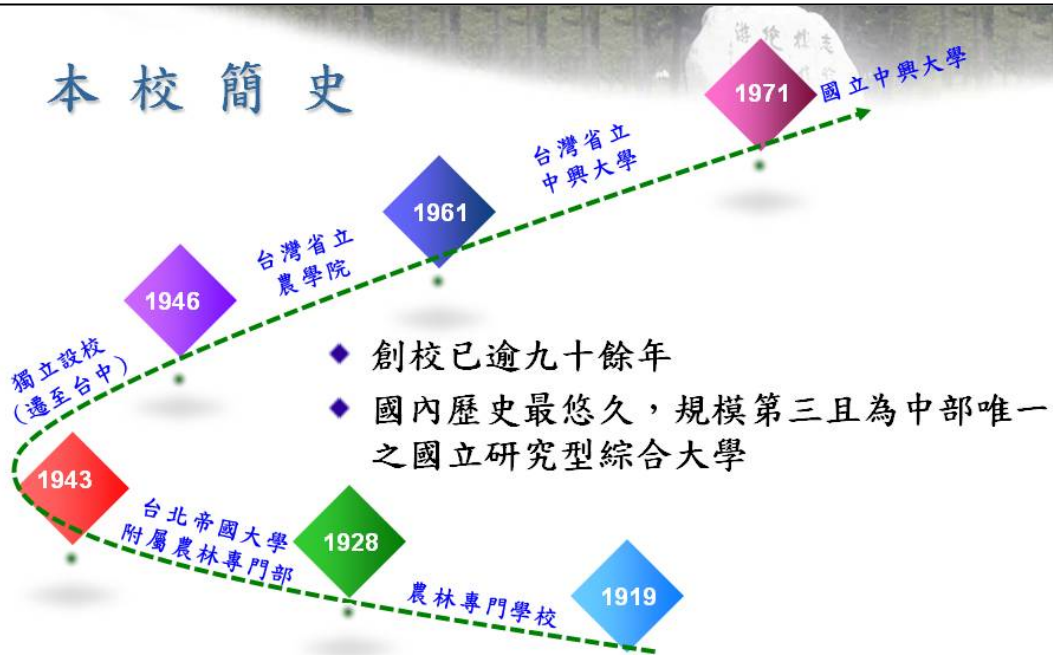 本校簡史
1971
國立中興大學
台灣省立
中興大學
1961
台灣省立
農學院
1946
獨立設校
(遷至台中)
◆ 創校已逾九十餘年
◆ 國內歷史最悠久，規模第三且為中部唯一
之國立研究型綜合大學
1943
台北帝國大學
附屬農林專門部
1928
農林專門學校
1919